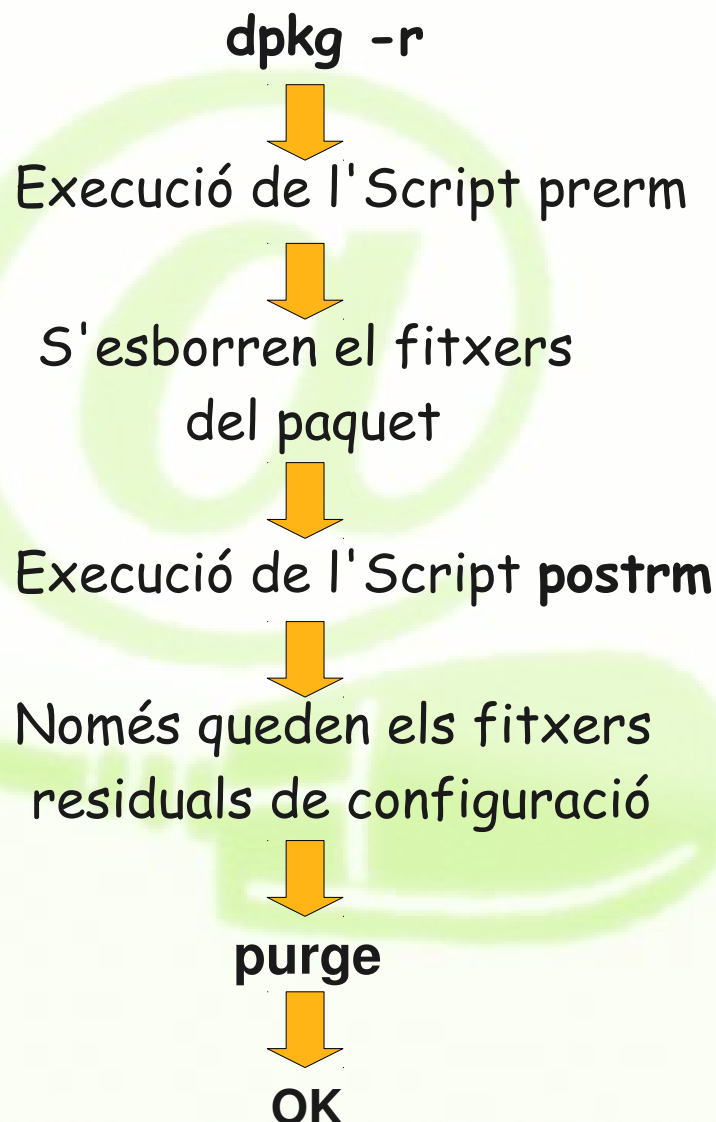 dpkg -r
Execució de l'Script prerm
S'esborren el fitxers
del paquet
Execució de l'Script postrm
Només queden els fitxers
residuals de configuració
purge
OK